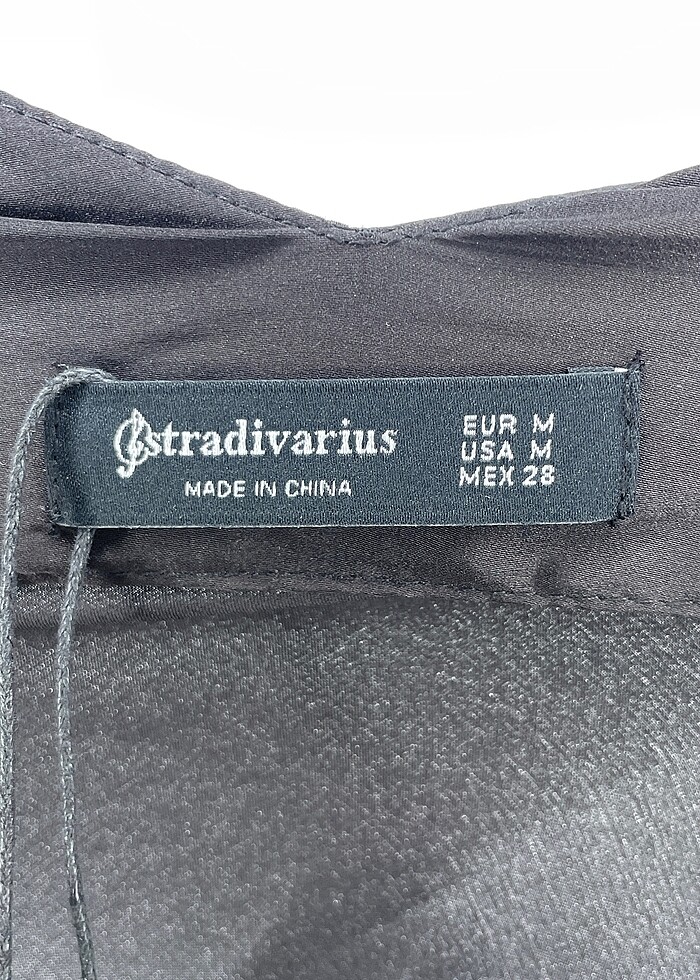 stradivarius
MADE IN CHINA
EUR M
USA M
MEX 28